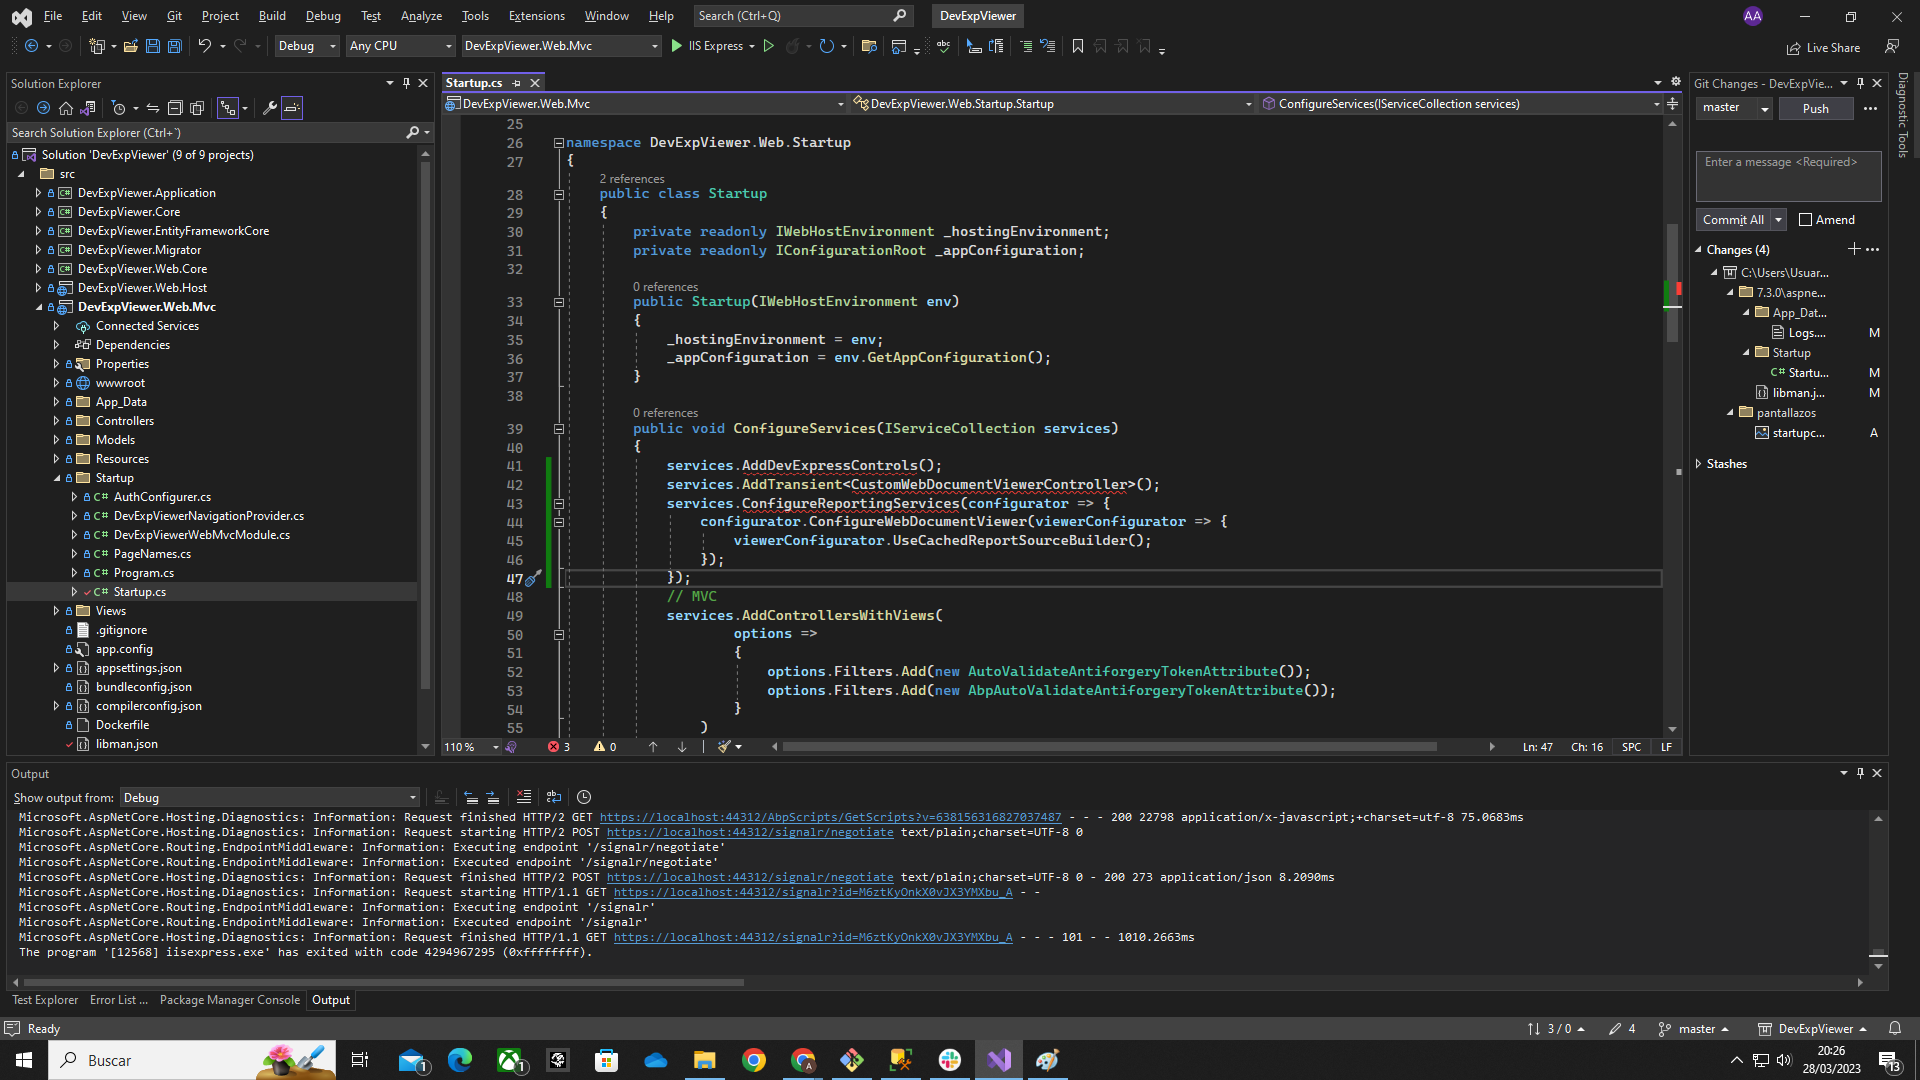 File Edit View Git Project Build Debug Test Analyze Tools Extensions Window Help Search (Ctrl+Q) DevExpViewer AA
Debug Any CPU DevExpViewer.Web.Mvc IIS Express Live Share
Solution Explorer
Search Solution Explorer (Ctrl+`)
Solution 'DevExpViewer' (9 of 9 projects)
src
DevExpViewer.Application
DevExpViewer.Core
DevExpViewer.EntityFrameworkCore
DevExpViewer.Migrator
DevExpViewer.Web.Core
DevExpViewer.Web.Host
DevExpViewer.Web.Mvc
Connected Services
Dependencies
Properties
wwwroot
App_Data
Controllers
Models
Resources
Startup
C# AuthConfigurer.cs
C# DevExpViewerNavigationProvider.cs
C# DevExpViewerWebMvcModule.cs
C# PageNames.cs
C# Program.cs
C# Startup.cs
Views
.gitignore
app.config
appsettings.json
bundleconfig.json
compilerconfig.json
Dockerfile
libman.json
Startup.cs
DevExpViewer.Web.Mvc DevExpViewer.Web.Startup.Startup ConfigureServices(IServiceCollection services)
25
26 namespace DevExpViewer.Web.Startup
27 {
2 references
28 public class Startup
29 {
30 private readonly IWebHostEnvironment _hostingEnvironment;
31 private readonly IConfigurationRoot _appConfiguration;
32
0 references
33 public Startup(IWebHostEnvironment env)
34 {
35 _hostingEnvironment = env;
36 _appConfiguration = env.GetAppConfiguration();
37 }
38
0 references
39 public void ConfigureServices(IServiceCollection services)
40 {
41 services.AddDevExpressControls();
42 services.AddTransient<CustomWebDocumentViewerController>();
43 services.ConfigureReportingServices(configurator => {
44 configurator.ConfigureWebDocumentViewer(viewerConfigurator => {
45 viewerConfigurator.UseCachedReportSourceBuilder();
46 });
47 });
48 // MVC
49 services.AddControllersWithViews(
50 options =>
51 {
52 options.Filters.Add(new AutoValidateAntiforgeryTokenAttribute());
53 options.Filters.Add(new AbpAutoValidateAntiforgeryTokenAttribute());
54 }
55 )
110 % 3 0 Ln: 47 Ch: 16 SPC LF
Git Changes - DevExpVie...
master Push
Enter a message <Required>
Commit All Amend
Changes (4)
C:\Users\Usuar...
7.3.0\aspne...
App_Dat...
Logs.... M
Startup
C# Startu... M
libman.j... M
pantallazos
startupc... A
Stashes
Diagnostic Tools
Output
Show output from: Debug
Microsoft.AspNetCore.Hosting.Diagnostics: Information: Request finished HTTP/2 GET https://localhost:44312/AbpScripts/GetScripts?v=638156316827037487 - - - 200 22798 application/x-javascript;+charset=utf-8 75.0683ms
Microsoft.AspNetCore.Hosting.Diagnostics: Information: Request starting HTTP/2 POST https://localhost:44312/signalr/negotiate text/plain;charset=UTF-8 0
Microsoft.AspNetCore.Routing.EndpointMiddleware: Information: Executing endpoint '/signalr/negotiate'
Microsoft.AspNetCore.Routing.EndpointMiddleware: Information: Executed endpoint '/signalr/negotiate'
Microsoft.AspNetCore.Hosting.Diagnostics: Information: Request finished HTTP/2 POST https://localhost:44312/signalr/negotiate text/plain;charset=UTF-8 0 - 200 273 application/json 8.2090ms
Microsoft.AspNetCore.Hosting.Diagnostics: Information: Request starting HTTP/1.1 GET https://localhost:44312/signalr?id=M6ztKyOnkX0vJX3YMXbu_A - -
Microsoft.AspNetCore.Routing.EndpointMiddleware: Information: Executing endpoint '/signalr'
Microsoft.AspNetCore.Routing.EndpointMiddleware: Information: Executed endpoint '/signalr'
Microsoft.AspNetCore.Hosting.Diagnostics: Information: Request finished HTTP/1.1 GET https://localhost:44312/signalr?id=M6ztKyOnkX0vJX3YMXbu_A - - - 101 - - 1010.2663ms
The program '[12568] iisexpress.exe' has exited with code 4294967295 (0xffffffff).
Test Explorer Error List ... Package Manager Console Output
Ready 3 / 0 4 master DevExpViewer
Buscar 1 1 A 20:26
28/03/2023 13